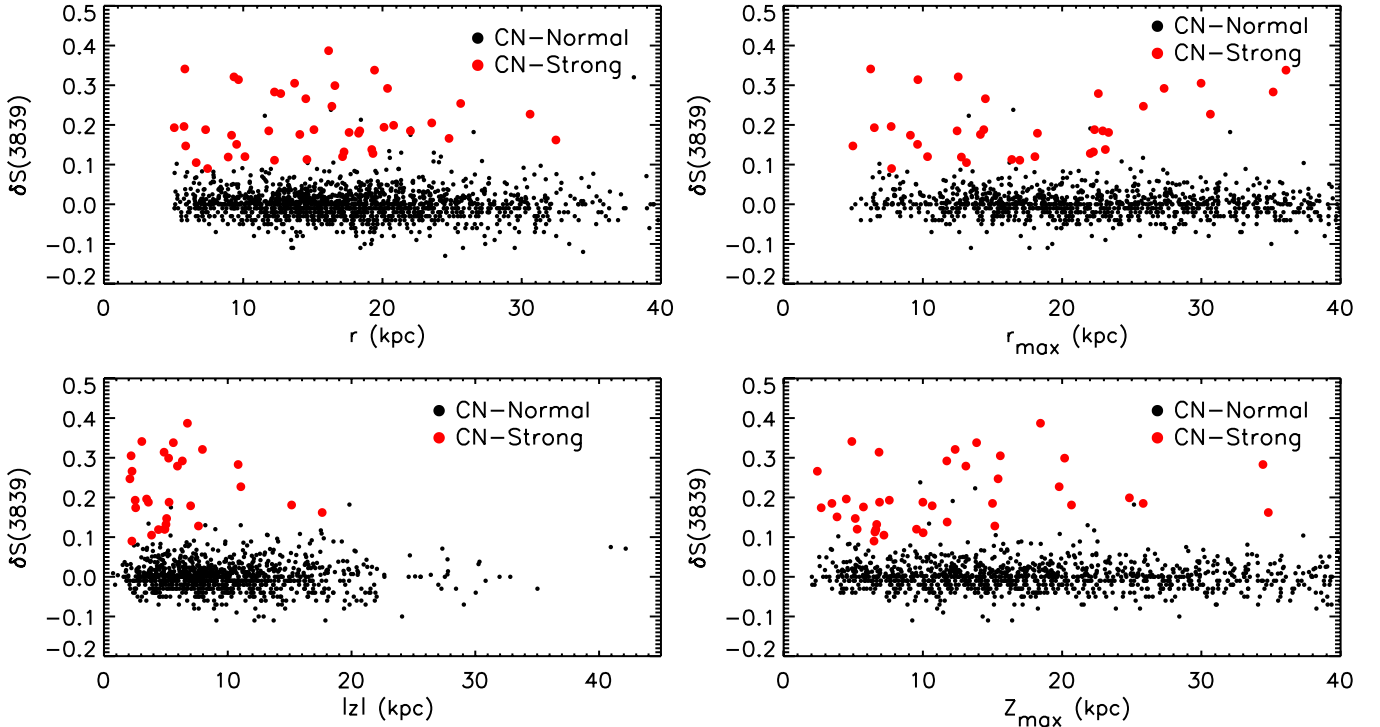 0.5
0.4
0.3
0.2
0.1
0.0
−0.1
−0.2
δS(3839)
CN−Normal
CN−Strong
0 10 20 30 40
r (kpc)
0.5
0.4
0.3
0.2
0.1
0.0
−0.1
−0.2
δS(3839)
CN−Normal
CN−Strong
0 10 20 30 40
r_max (kpc)
0.5
0.4
0.3
0.2
0.1
0.0
−0.1
−0.2
δS(3839)
CN−Normal
CN−Strong
0 10 20 30 40
|z| (kpc)
0.5
0.4
0.3
0.2
0.1
0.0
−0.1
−0.2
δS(3839)
CN−Normal
CN−Strong
0 10 20 30 40
Z_max (kpc)